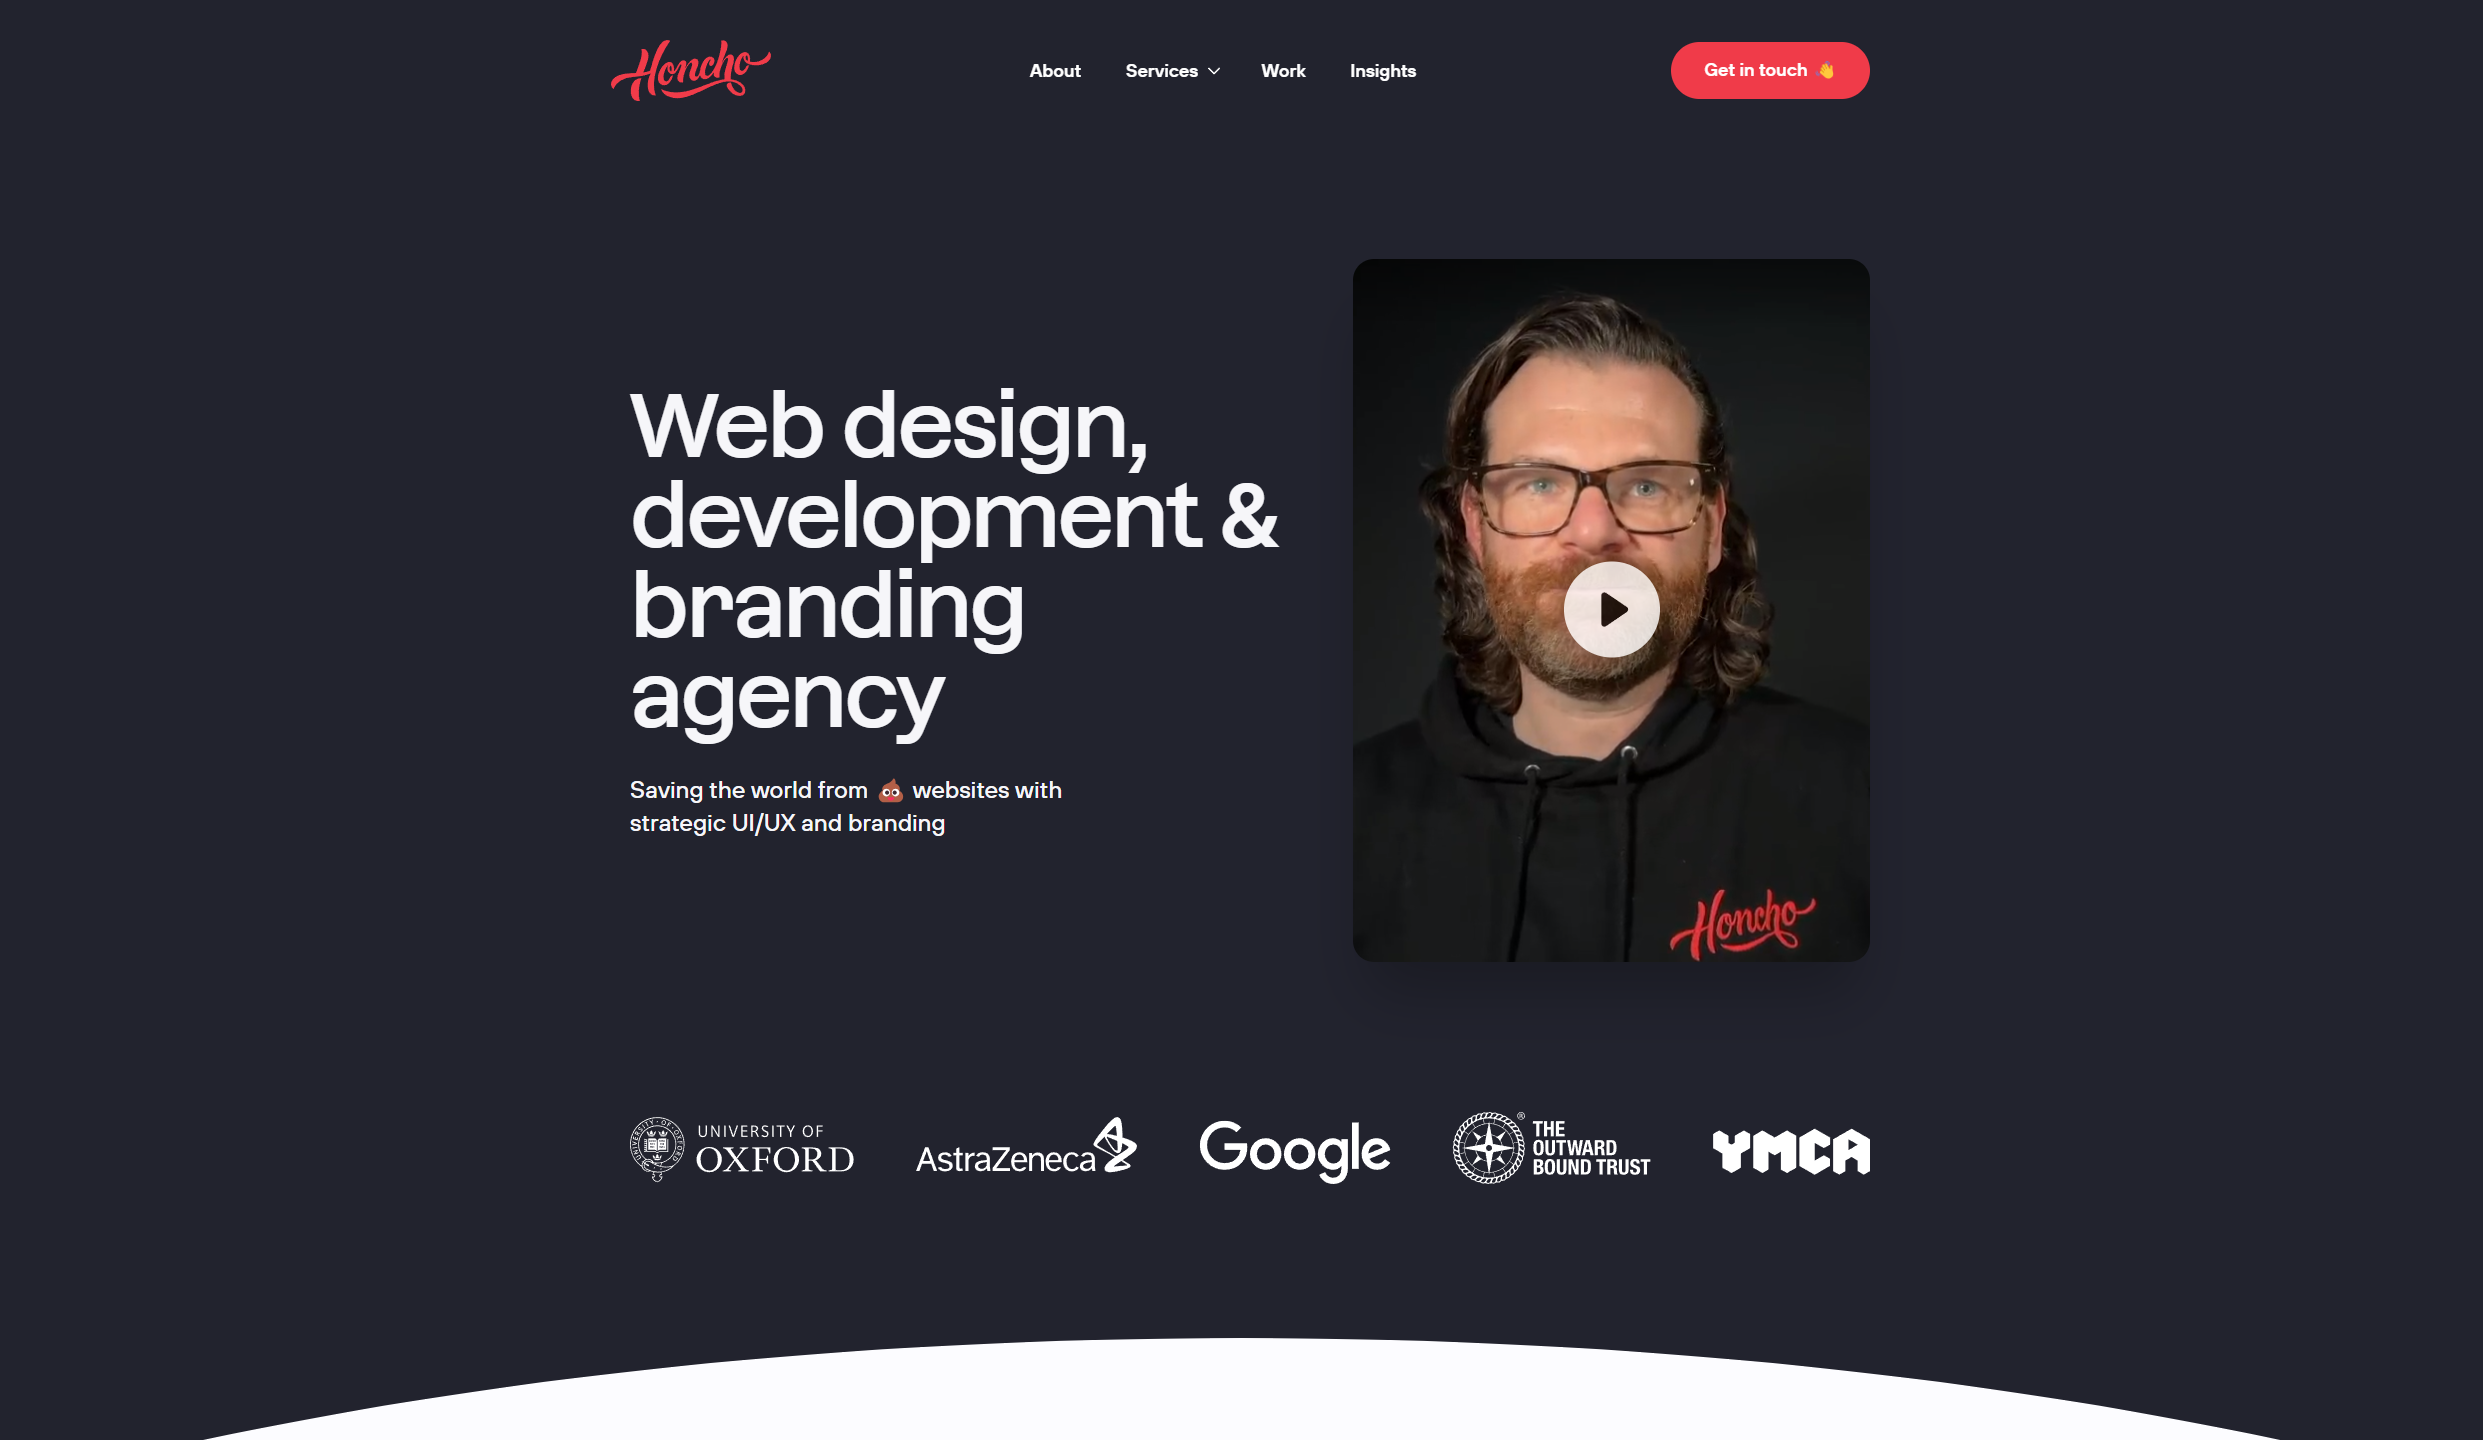 Honcho
About Services Work Insights
Get in touch 👋
Web design,
development &
branding
agency
Saving the world from 💩 websites with
strategic UI/UX and branding
Honcho
UNIVERSITY OF
OXFORD
AstraZeneca
Google
THE
OUTWARD
BOUND TRUST
®
YMCA